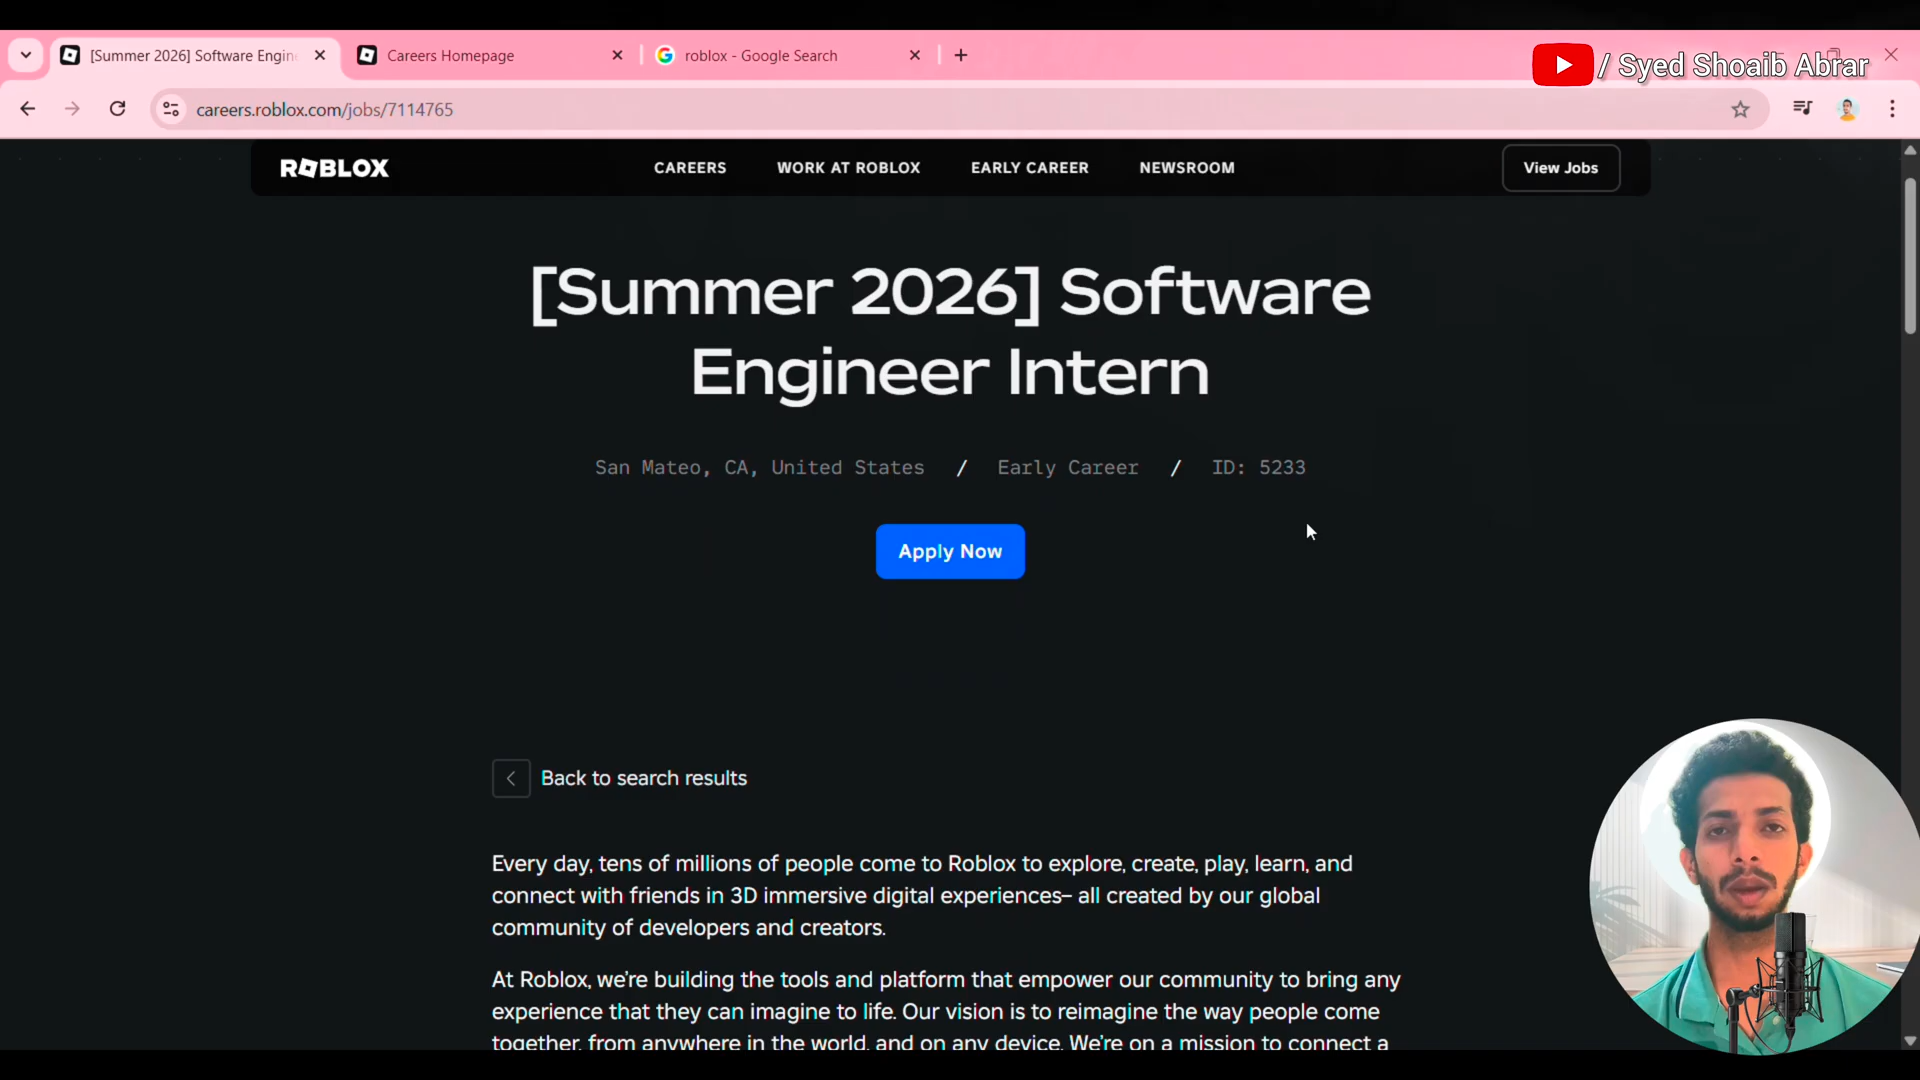 [Summer 2026] Software Engine
Careers Homepage
roblox - Google Search
/ Syed Shoaib Abrar
careers.roblox.com/jobs/7114765
ROBLOX
CAREERS
WORK AT ROBLOX
EARLY CAREER
NEWSROOM
View Jobs
[Summer 2026] Software
Engineer Intern
San Mateo, CA, United States / Early Career / ID: 5233
Apply Now
Back to search results
Every day, tens of millions of people come to Roblox to explore, create, play, learn, and
connect with friends in 3D immersive digital experiences– all created by our global
community of developers and creators.
At Roblox, we're building the tools and platform that empower our community to bring any
experience that they can imagine to life. Our vision is to reimagine the way people come
together, from anywhere in the world, and on any device. We're on a mission to connect a